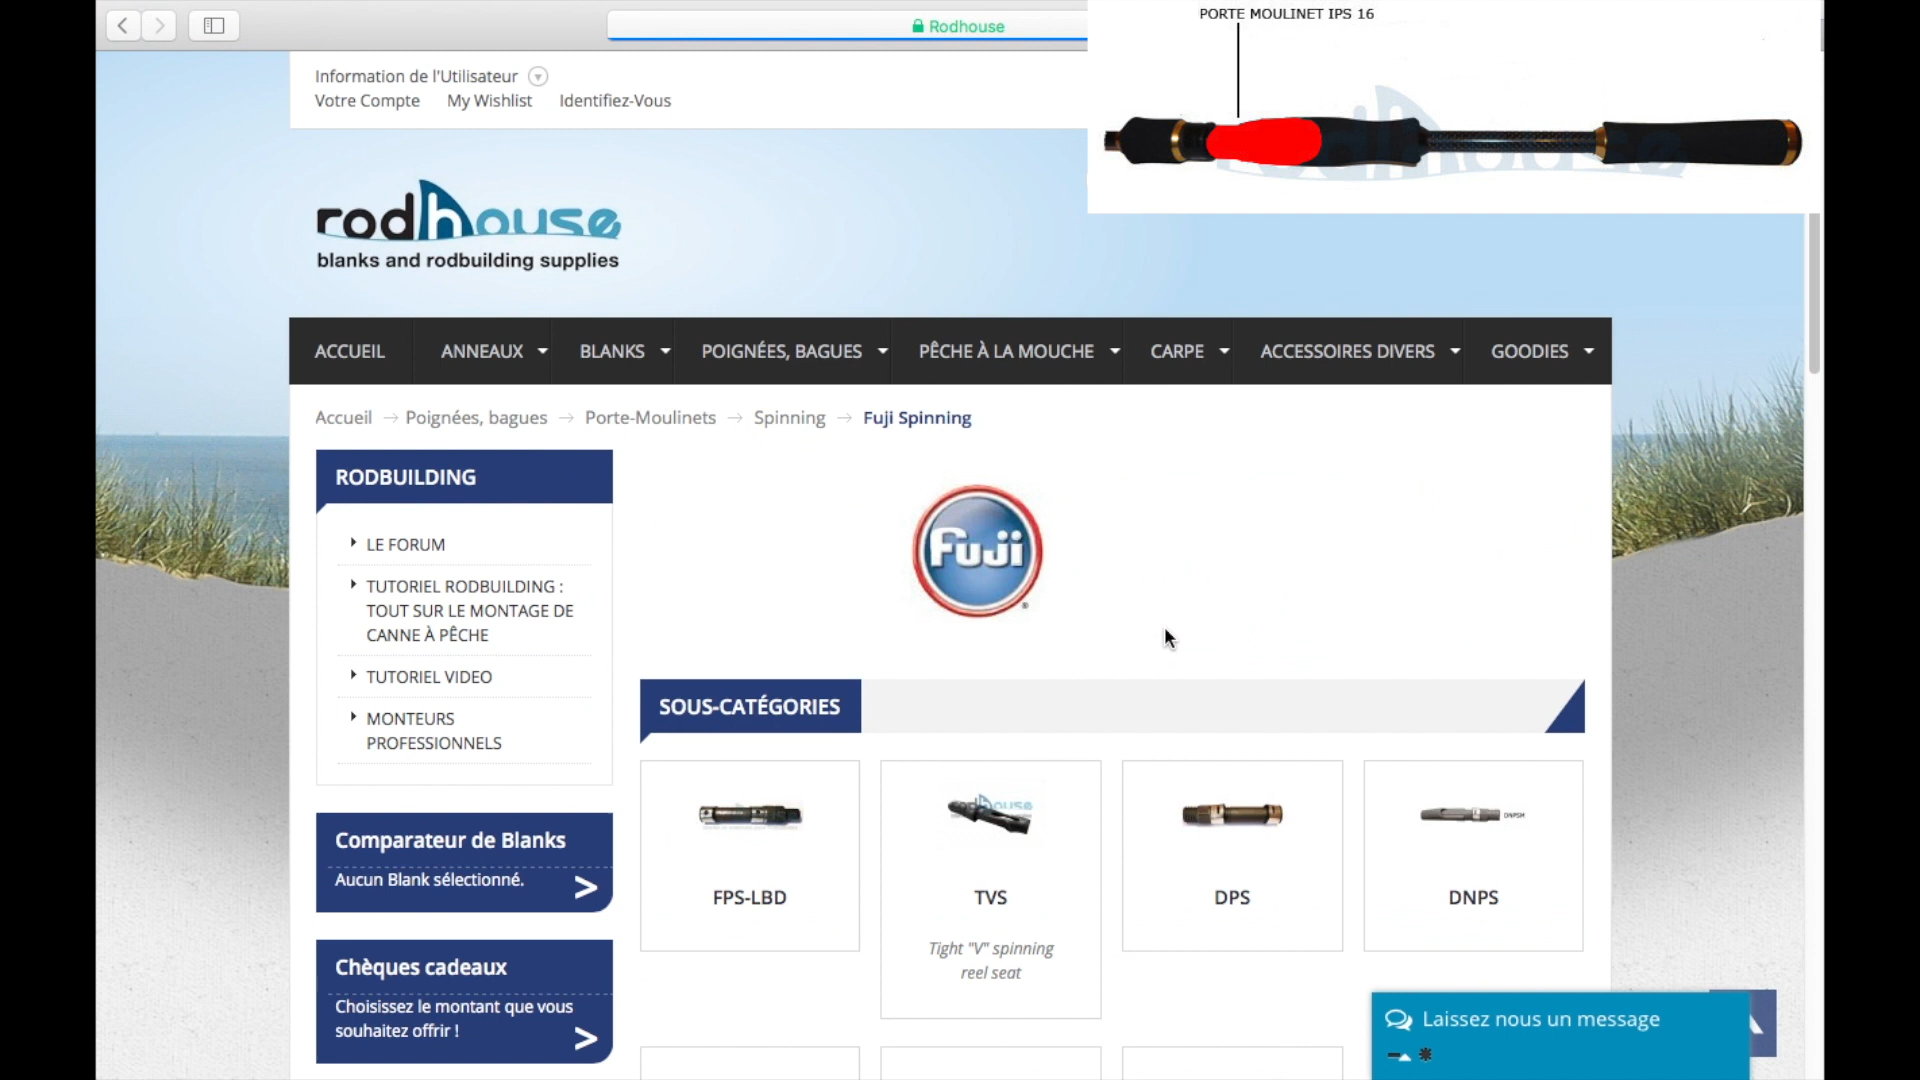 Rodhouse
PORTE MOULINET IPS 16
Information de l'Utilisateur
Votre Compte My Wishlist Identifiez-Vous
rodhouse
blanks and rodbuilding supplies
ACCUEIL ANNEAUX BLANKS POIGNÉES, BAGUES PÊCHE À LA MOUCHE CARPE ACCESSOIRES DIVERS GOODIES
Accueil → Poignées, bagues → Porte-Moulinets → Spinning → Fuji Spinning
RODBUILDING
LE FORUM
TUTORIEL RODBUILDING :
TOUT SUR LE MONTAGE DE
CANNE À PÊCHE
TUTORIEL VIDEO
MONTEURS
PROFESSIONNELS
Comparateur de Blanks
Aucun Blank sélectionné.
>
Chèques cadeaux
Choisissez le montant que vous
souhaitez offrir !
>
Fuji
®
SOUS-CATÉGORIES
rodhouse
DNPSM
FPS-LBD
TVS
DPS
DNPS
Tight "V" spinning
reel seat
Laissez nous un message